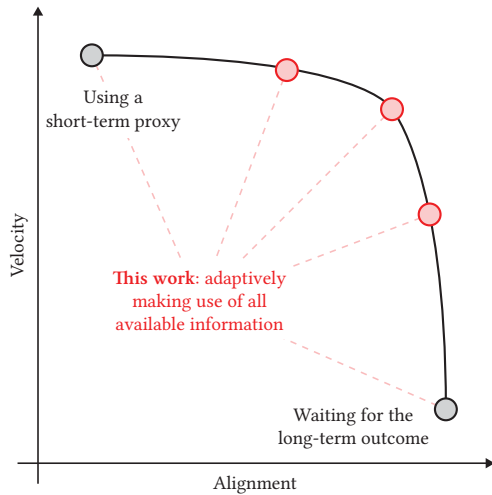 Using a
short-term proxy
Velocity
This work: adaptively
making use of all
available information
Waiting for the
long-term outcome
Alignment